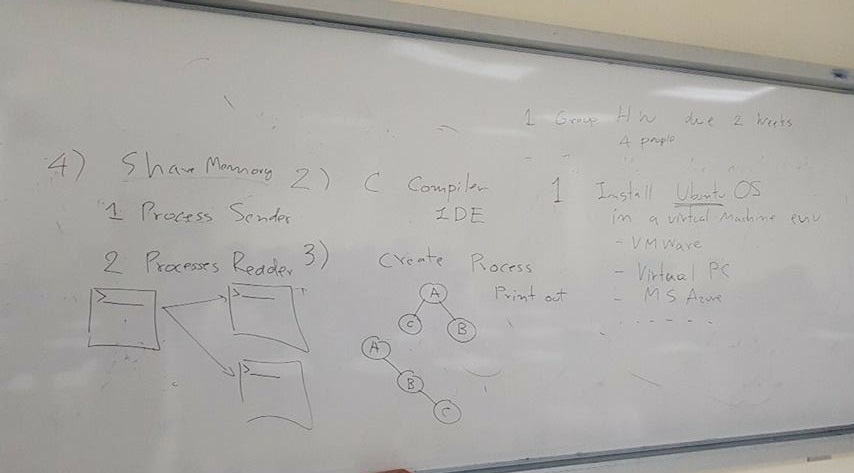 1 Group HW due 2 weeks
4 people
1 Install Ubuntu OS
in a virtual machine env
- VMWare
- Virtual PC
- MS Azure
- - - - - -
2) C Compiler
IDE
3) Create Process
Print out
A
C B
A
B
C
4) Share Memory
1 Process Sender
2 Processes Reader
>
>
>